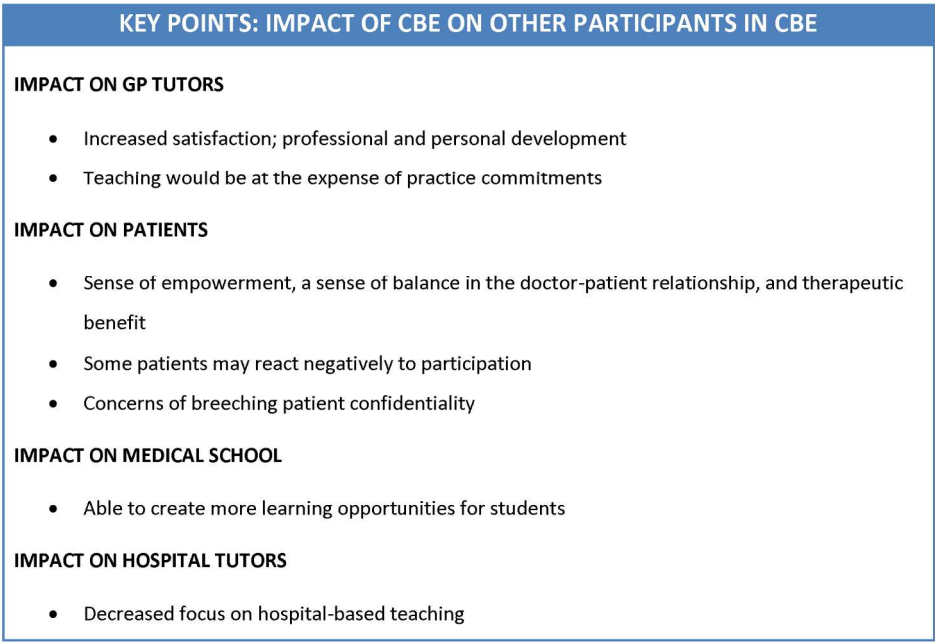 KEY POINTS: IMPACT OF CBE ON OTHER PARTICIPANTS IN CBE
IMPACT ON GP TUTORS
• Increased satisfaction; professional and personal development
• Teaching would be at the expense of practice commitments
IMPACT ON PATIENTS
• Sense of empowerment, a sense of balance in the doctor-patient relationship, and therapeutic
benefit
• Some patients may react negatively to participation
• Concerns of breeching patient confidentiality
IMPACT ON MEDICAL SCHOOL
• Able to create more learning opportunities for students
IMPACT ON HOSPITAL TUTORS
• Decreased focus on hospital-based teaching